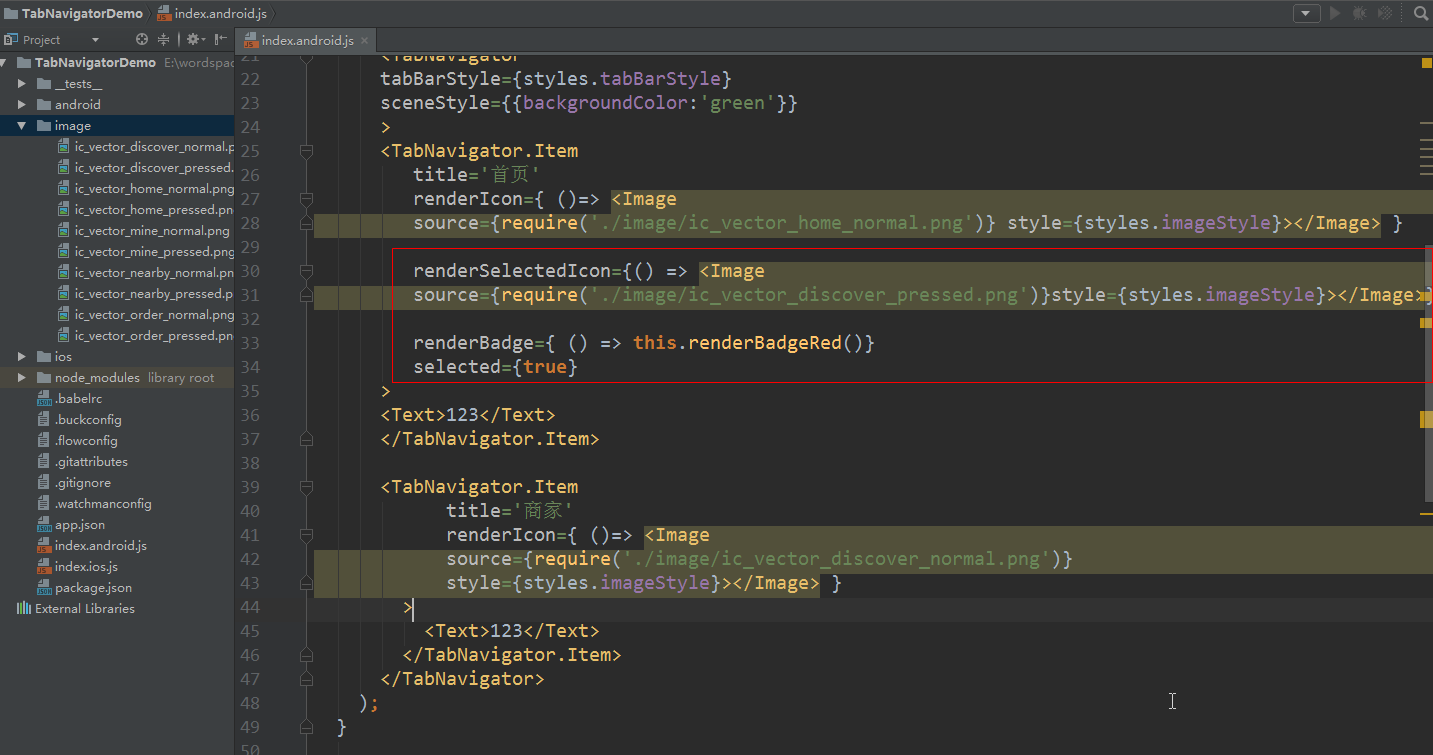 TabNavigatorDemo index.android.js
Project
index.android.js
TabNavigatorDemo E:\wordspac
__tests__
android
image
ic_vector_discover_normal.p
ic_vector_discover_pressed.
ic_vector_home_normal.png
ic_vector_home_pressed.pn
ic_vector_mine_normal.png
ic_vector_mine_pressed.png
ic_vector_nearby_normal.pn
ic_vector_nearby_pressed.p
ic_vector_order_normal.png
ic_vector_order_pressed.pn
ios
node_modules library root
.babelrc
.buckconfig
.flowconfig
.gitattributes
.gitignore
.watchmanconfig
app.json
index.android.js
index.ios.js
package.json
External Libraries
21 <TabNavigator
22 tabBarStyle={styles.tabBarStyle}
23 sceneStyle={{backgroundColor:'green'}}
24 >
25 <TabNavigator.Item
26 title='首页'
27 renderIcon={ ()=> <Image
28 source={require('./image/ic_vector_home_normal.png')} style={styles.imageStyle}></Image> }
29
30 renderSelectedIcon={() => <Image
31 source={require('./image/ic_vector_discover_pressed.png')}style={styles.imageStyle}></Image>}
32
33 renderBadge={ () => this.renderBadgeRed()}
34 selected={true}
35 >
36 <Text>123</Text>
37 </TabNavigator.Item>
38
39 <TabNavigator.Item
40 title='商家'
41 renderIcon={ ()=> <Image
42 source={require('./image/ic_vector_discover_normal.png')}
43 style={styles.imageStyle}></Image> }
44 >
45 <Text>123</Text>
46 </TabNavigator.Item>
47 </TabNavigator>
48 );
49 }
50